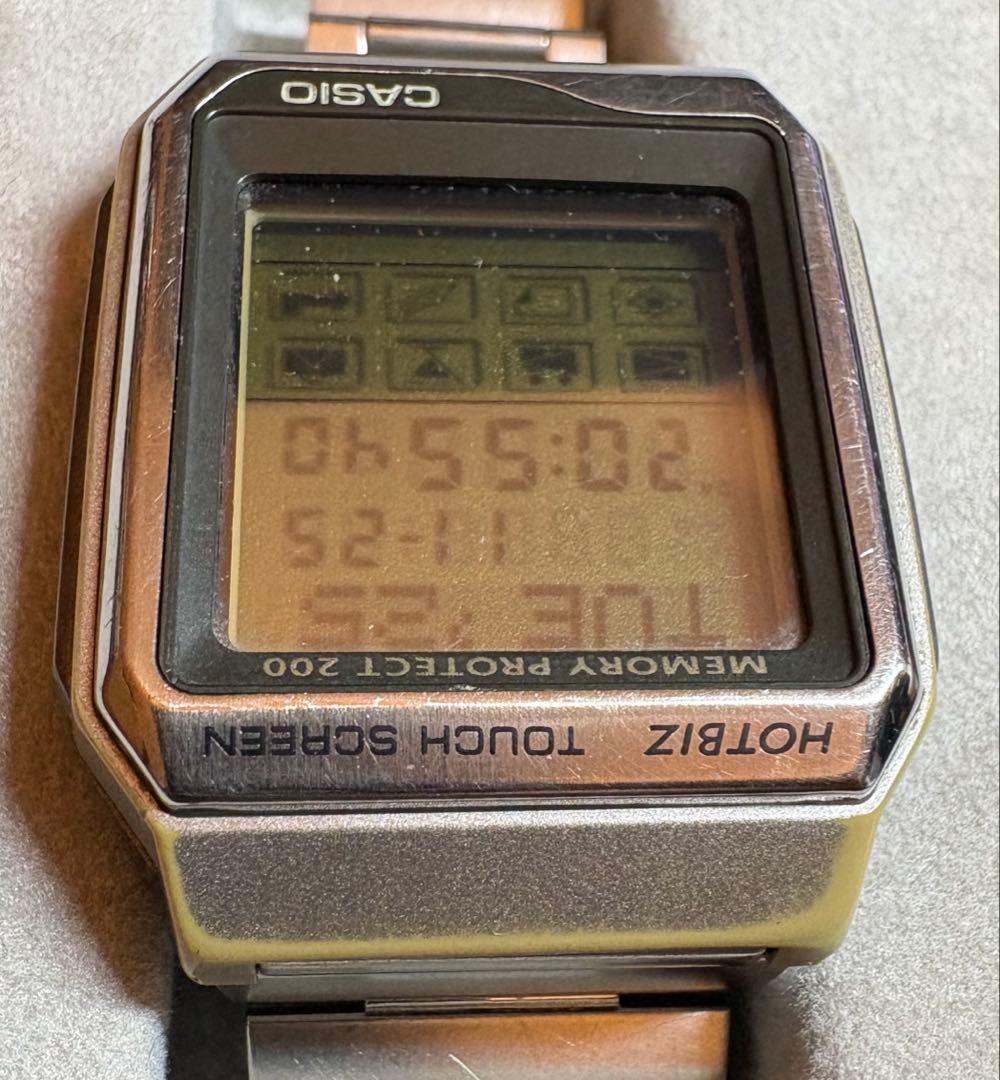 HOTBIZ TOUCH SCREEN
MEMORY PROTECT 200
TUE '25
11-25
20:55 40
CASIO